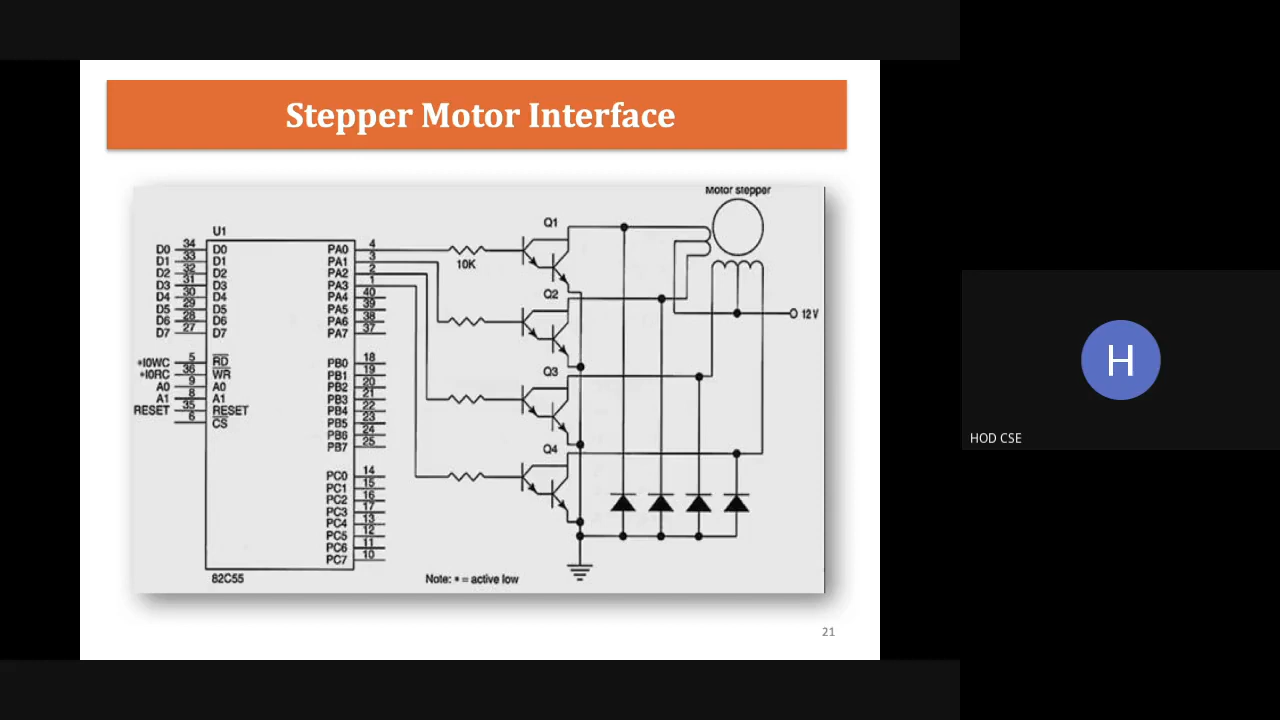 Stepper Motor Interface
Motor stepper
U1
Q1
D0 34 D0 PA0 4
D1 33 D1 PA1 3
D2 32 D2 PA2 2
D3 31 D3 PA3 1
D4 30 D4 PA4 40
D5 29 D5 PA5 39
D6 28 D6 PA6 38
D7 27 D7 PA7 37
10K
Q2
12V
*I0WC 5 RD PB0 18
*I0RC 36 WR PB1 19
A0 9 A0 PB2 20
A1 8 A1 PB3 21
RESET 35 RESET PB4 22
6 CS PB5 23
PB6 24
PB7 25
Q3
Q4
PC0 14
PC1 15
PC2 16
PC3 17
PC4 13
PC5 12
PC6 11
PC7 10
82C55
Note: * = active low
21
H
HOD CSE